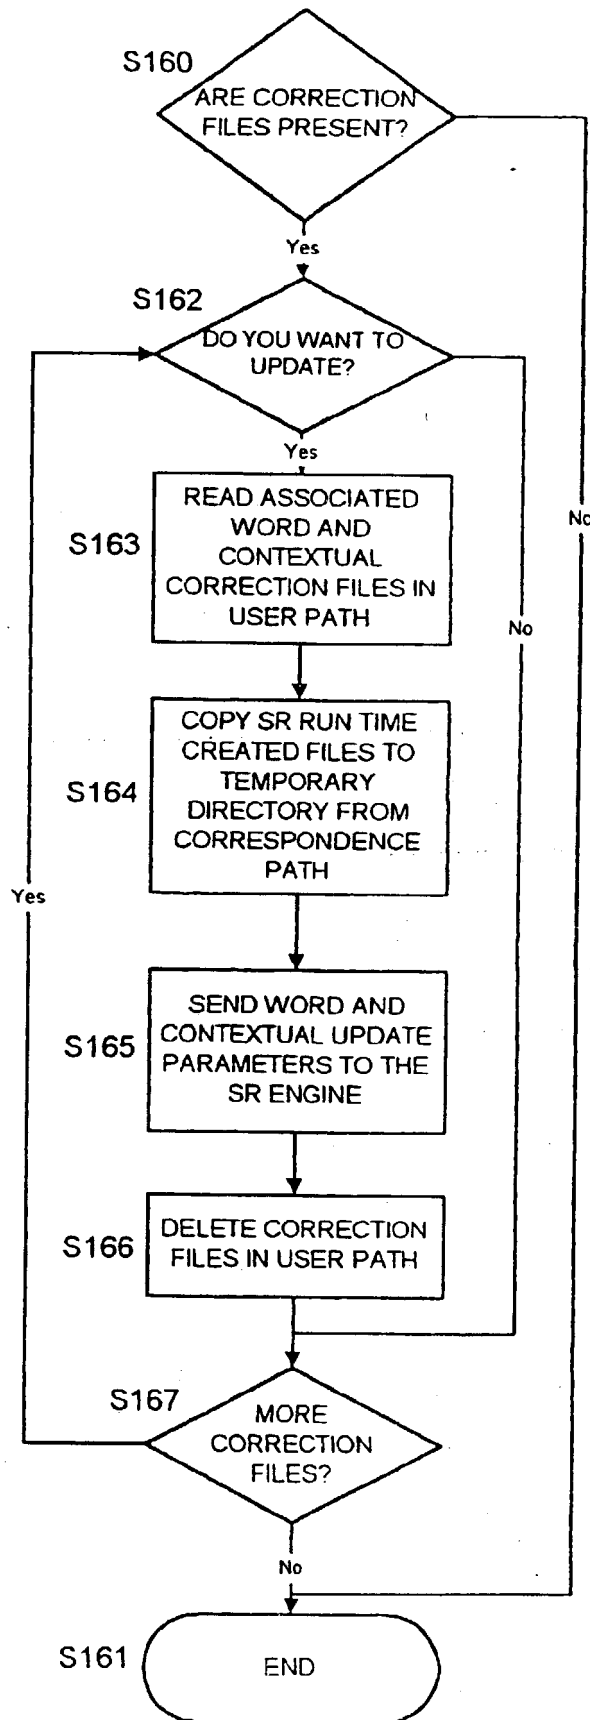 S160
ARE CORRECTION
FILES PRESENT?
Yes
S162
DO YOU WANT TO
UPDATE?
Yes
No
S163
READ ASSOCIATED
WORD AND
CONTEXTUAL
CORRECTION FILES IN
USER PATH
No
S164
COPY SR RUN TIME
CREATED FILES TO
TEMPORARY
DIRECTORY FROM
CORRESPONDENCE
PATH
Yes
S165
SEND WORD AND
CONTEXTUAL UPDATE
PARAMETERS TO THE
SR ENGINE
S166
DELETE CORRECTION
FILES IN USER PATH
S167
MORE
CORRECTION
FILES?
No
S161
END